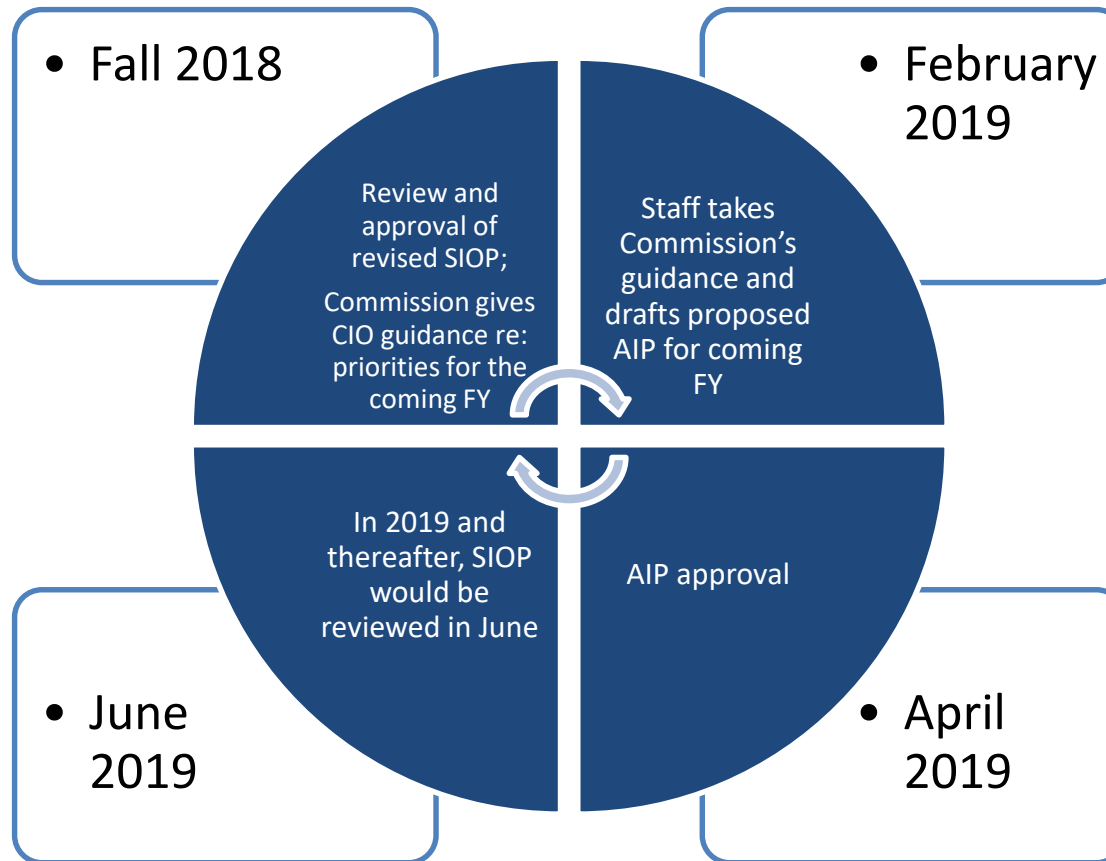 • Fall 2018
Review and
approval of
revised SIOP;
Commission gives
CIO guidance re:
priorities for the
coming FY
• February
2019
Staff takes
Commission’s
guidance and
drafts proposed
AIP for coming
FY
In 2019 and
thereafter, SIOP
would be
reviewed in June
• June
2019
AIP approval
• April
2019